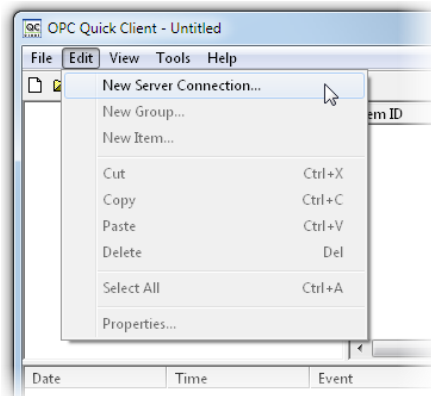 QC OPC Quick Client - Untitled
File Edit View Tools Help
New Server Connection...
New Group...
em ID
New Item...
Cut Ctrl+X
Copy Ctrl+C
Paste Ctrl+V
Delete Del
Select All Ctrl+A
Properties...
Date Time Event